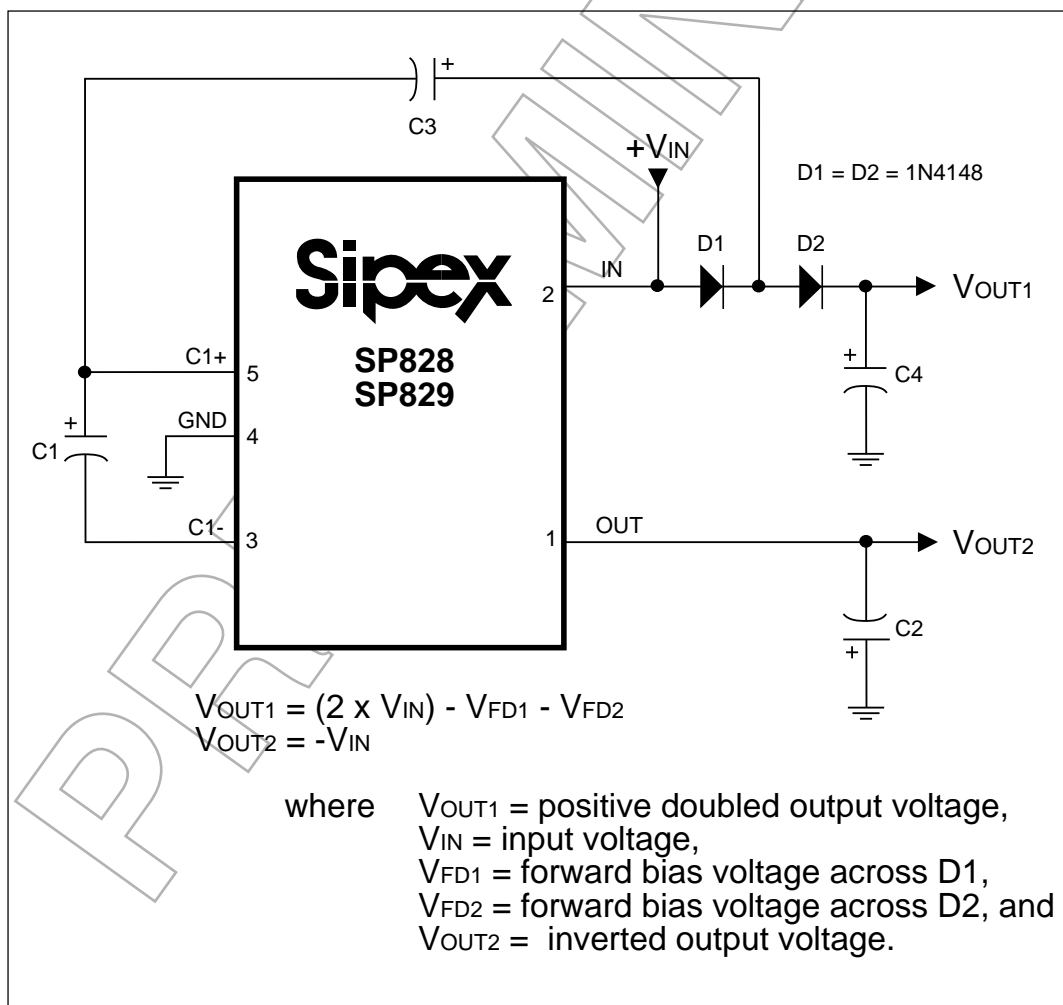 C3
+
+VIN
D1 = D2 = 1N4148
D1
D2
IN
2
VOUT1
Sipex
SP828
SP829
C1+
5
+
C4
GND
4
+
C1
C1-
3
OUT
1
VOUT2
C2
+
VOUT1 = (2 x VIN) - VFD1 - VFD2
VOUT2 = -VIN
where VOUT1 = positive doubled output voltage,
VIN = input voltage,
VFD1 = forward bias voltage across D1,
VFD2 = forward bias voltage across D2, and
VOUT2 = inverted output voltage.